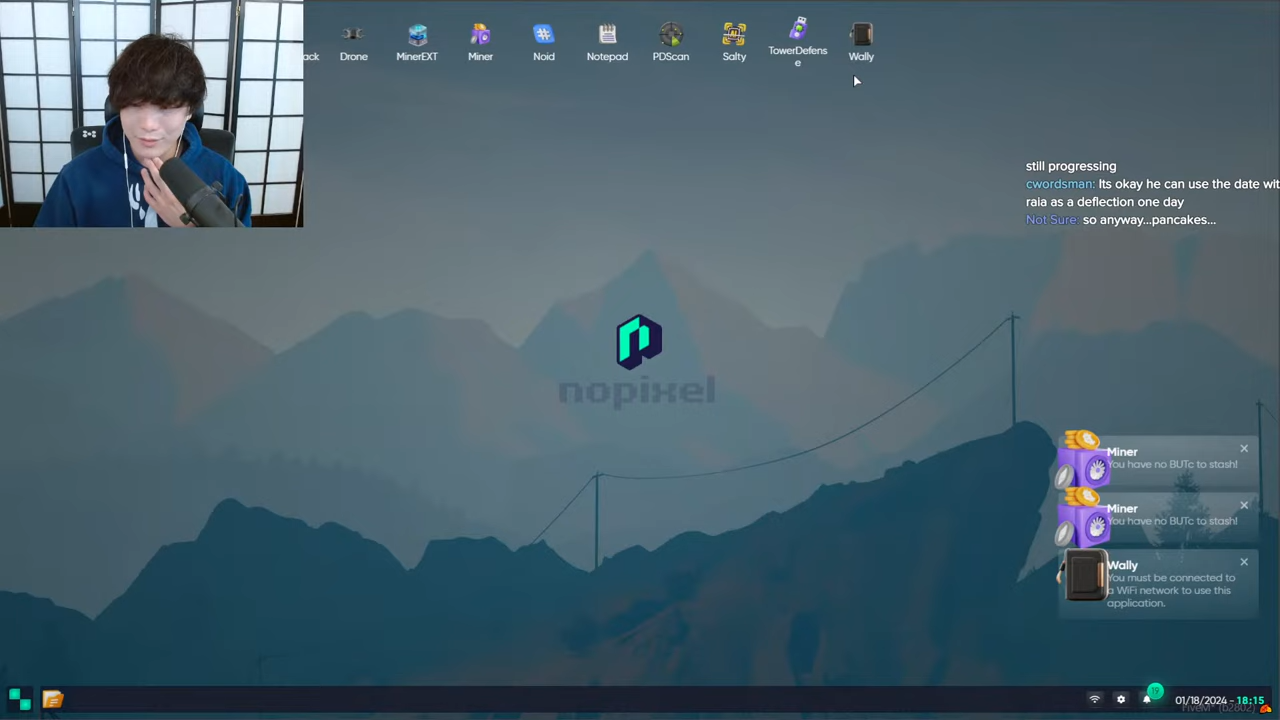 ack
Drone
MinerEXT
Miner
Noid
Notepad
PDScan
Salty
TowerDefens
e
Wally
still progressing
cwordsman: Its okay he can use the date wit
raia as a deflection one day
Not Sure: so anyway...pancakes...
nopixel
Miner
You have no BUTc to stash!
Miner
You have no BUTc to stash!
Wally
You must be connected to
a WiFi network to use this
application.
19
01/18/2024 - 18:15